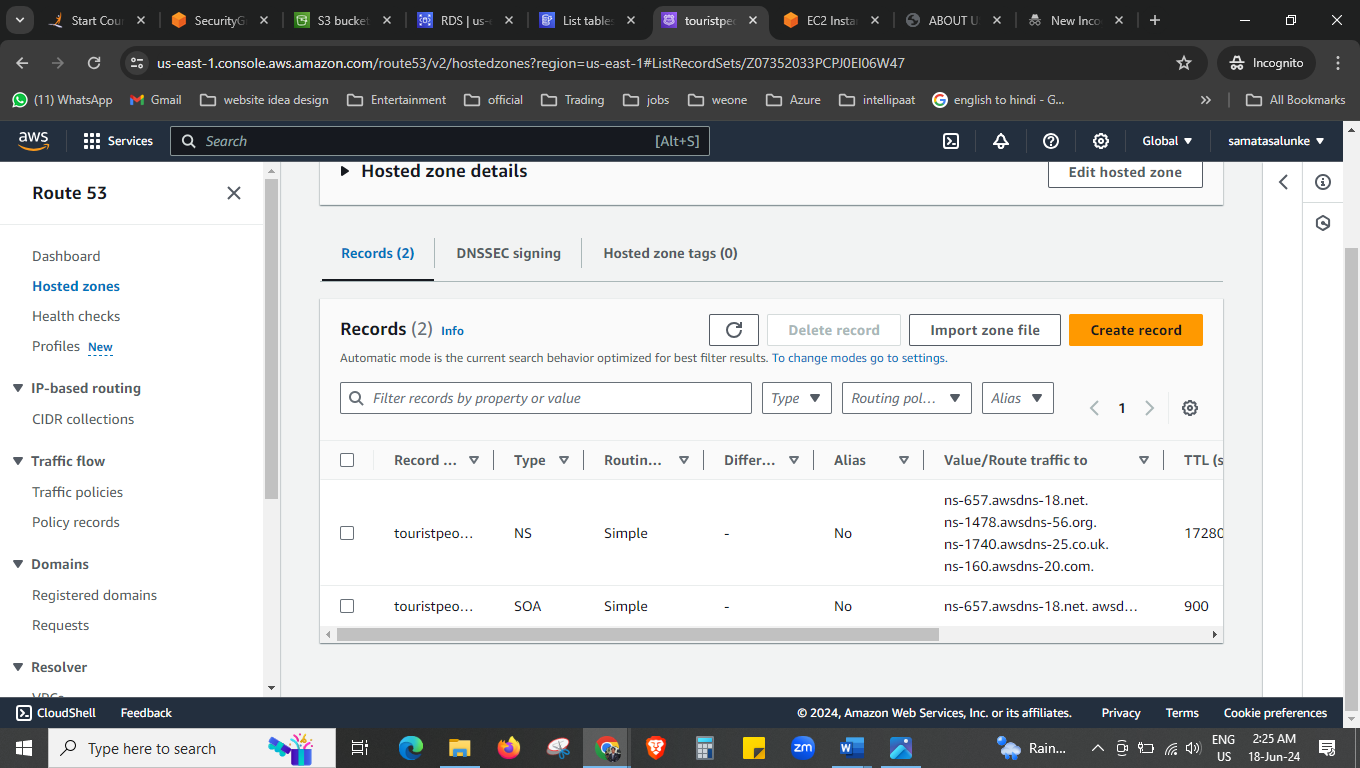 Start Cour
SecurityGr
S3 bucket
RDS | us-e
List tables
touristpeo
EC2 Instan
ABOUT U
New Inco
us-east-1.console.aws.amazon.com/route53/v2/hostedzones?region=us-east-1#ListRecordSets/Z07352033PCPJ0EI06W47
Incognito
(11) WhatsApp
Gmail
website idea design
Entertainment
official
Trading
jobs
weone
Azure
intellipaat
english to hindi - G...
All Bookmarks
aws
Services
Search
[Alt+S]
Global
samatasalunke
Route 53
Dashboard
Hosted zones
Health checks
Profiles New
IP-based routing
CIDR collections
Traffic flow
Traffic policies
Policy records
Domains
Registered domains
Requests
Resolver
VPCs
Hosted zone details
Edit hosted zone
Records (2)
DNSSEC signing
Hosted zone tags (0)
Records (2) Info
Delete record
Import zone file
Create record
Automatic mode is the current search behavior optimized for best filter results. To change modes go to settings.
Filter records by property or value
Type
Routing pol...
Alias
1
Record ...
Type
Routin...
Differ...
Alias
Value/Route traffic to
TTL (s
touristpeo...
NS
Simple
-
No
ns-657.awsdns-18.net.
ns-1478.awsdns-56.org.
ns-1740.awsdns-25.co.uk.
ns-160.awsdns-20.com.
17280
touristpeo...
SOA
Simple
-
No
ns-657.awsdns-18.net. awsd...
900
CloudShell
Feedback
© 2024, Amazon Web Services, Inc. or its affiliates.
Privacy
Terms
Cookie preferences
Type here to search
zm
Rain...
ENG
US
2:25 AM
18-Jun-24